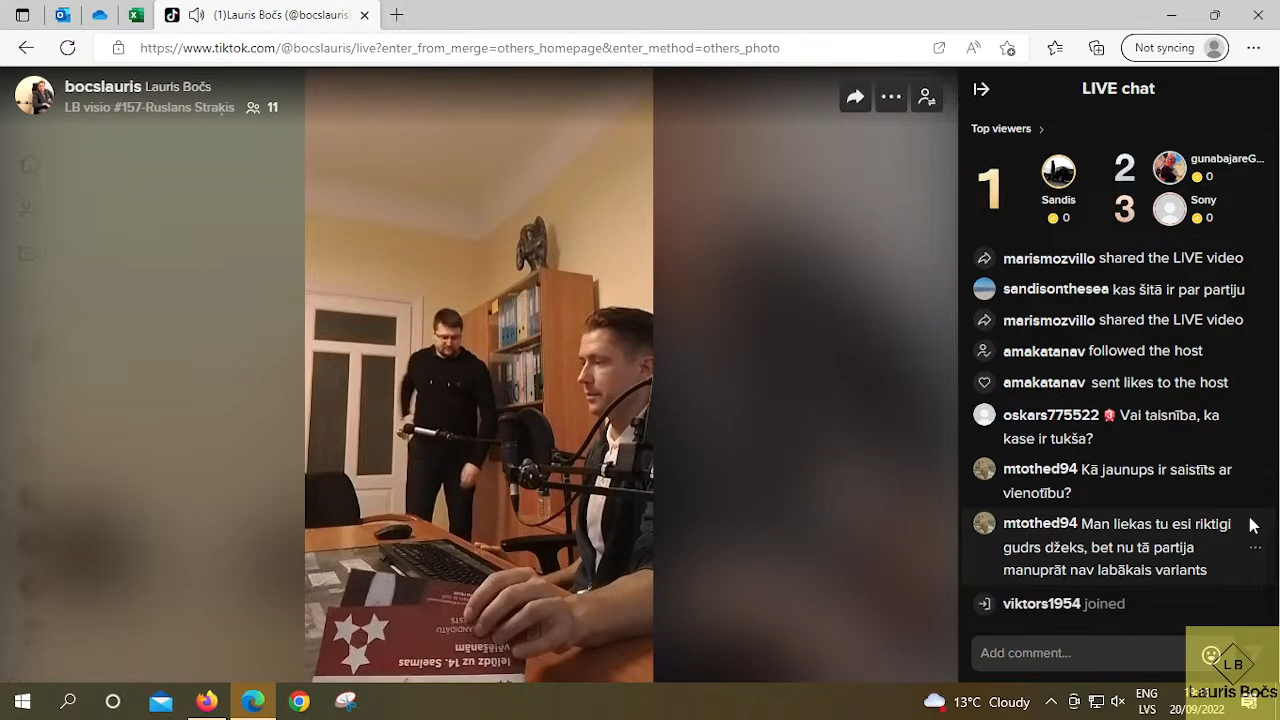 (1)Lauris Bočs (@bocslauris
https://www.tiktok.com/@bocslauris/live?enter_from_merge=others_homepage&enter_method=others_photo
Not syncing
bocslauris Lauris Bočs
LB visio #157-Ruslans Straķis 11
LIVE chat
Top viewers
1 Sandis 0
2 gunabajareG... 0
3 Sony 0
marismozvillo shared the LIVE video
sandisonthesea kas šitā ir par partiju
marismozvillo shared the LIVE video
amakatanav followed the host
amakatanav sent likes to the host
oskars775522 Vai taisnība, ka
kase ir tukša?
mtothed94 Kā jaunups ir saistīts ar
vienotību?
mtothed94 Man liekas tu esi riktīgi
gudrs džeks, bet nu tā partija
manuprāt nav labākais variants
viktors1954 joined
Add comment...
KANDIDĀTU
vēlēšanām
Ielūdz uz 14. Saeimas
LB
Lauris Bočs
13°C Cloudy
ENG
LVS
20/09/2022